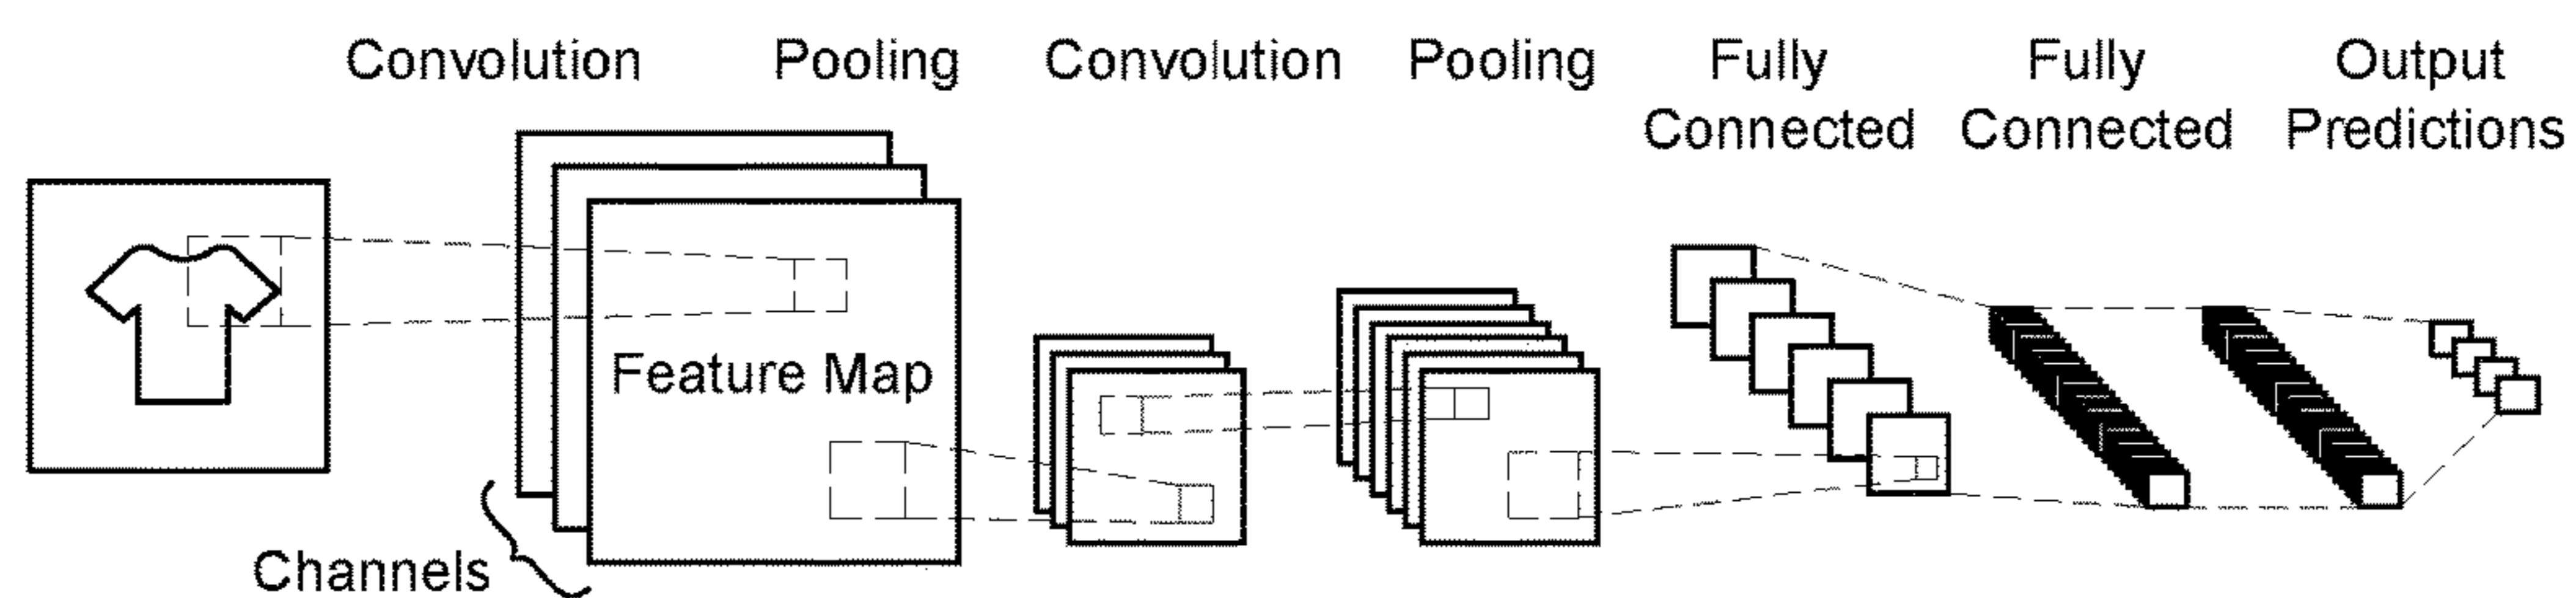 Convolution
Pooling
Convolution
Pooling
Fully
Connected
Fully
Connected
Output
Predictions
Feature Map
Channels